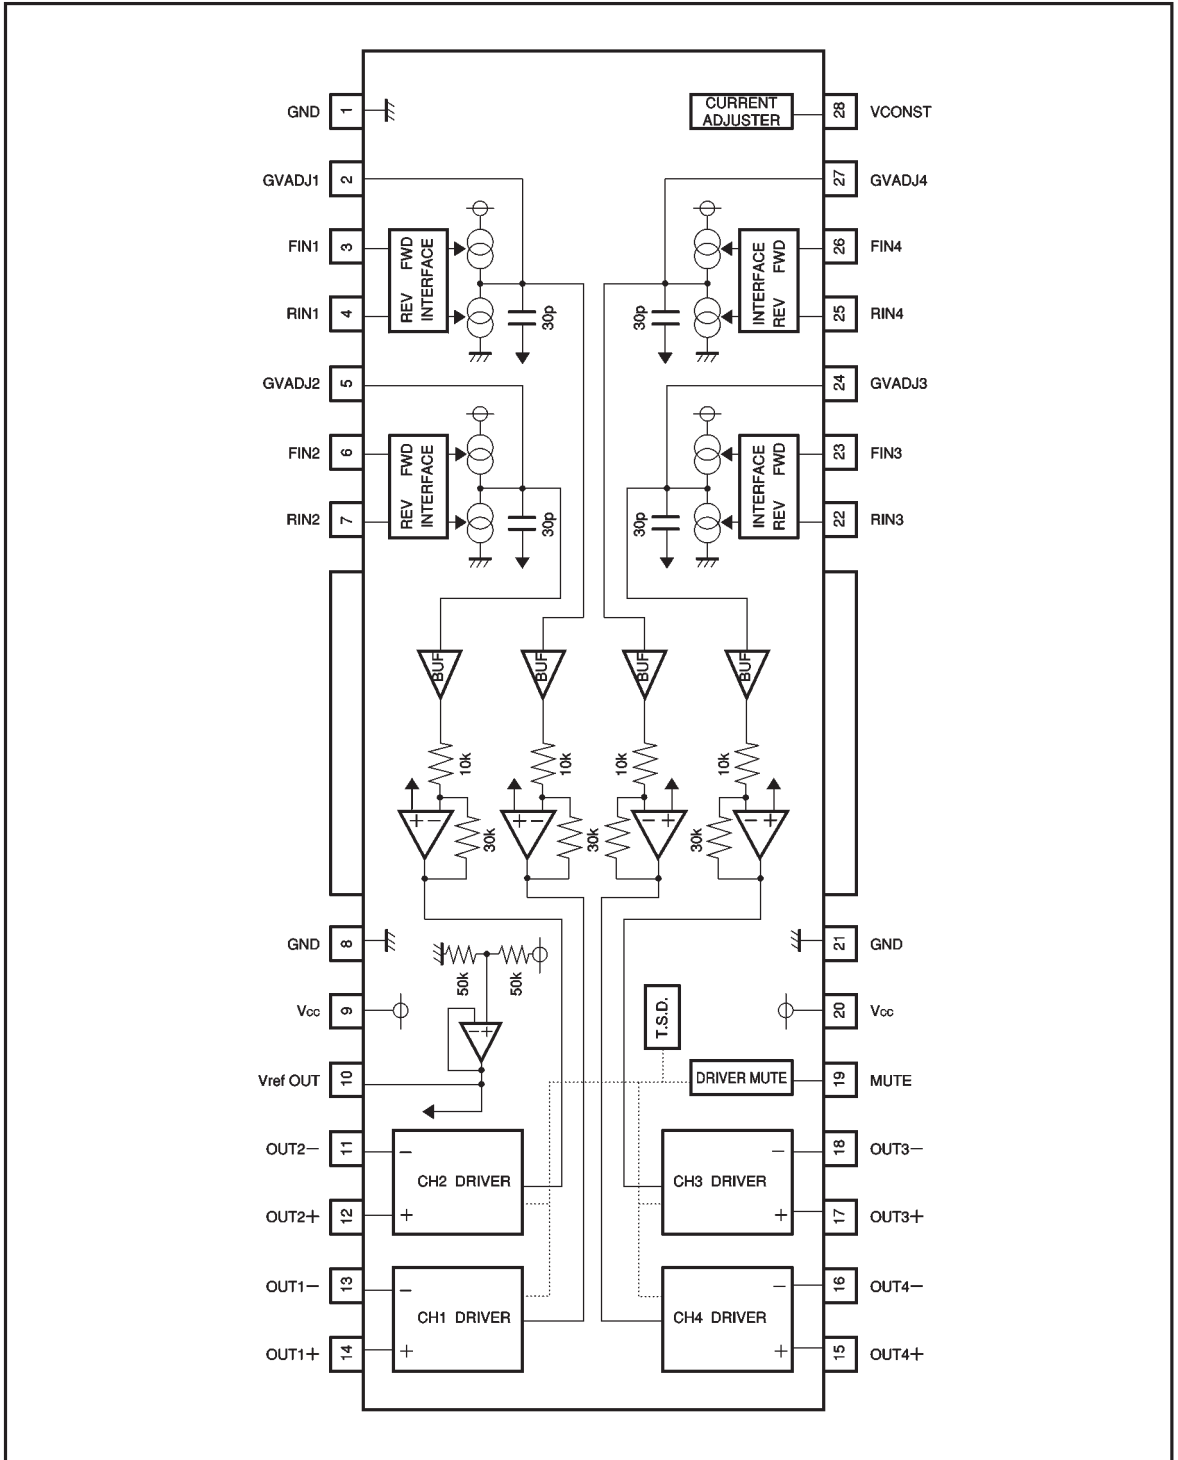 GND 1
CURRENT
ADJUSTER
28 VCONST
GVADJ1 2
27 GVADJ4
FIN1 3
FWD
REV
INTERFACE
INTERFACE
FWD
REV
26 FIN4
RIN1 4
30p
30p
25 RIN4
GVADJ2 5
24 GVADJ3
FIN2 6
FWD
REV
INTERFACE
INTERFACE
FWD
REV
23 FIN3
RIN2 7
30p
30p
22 RIN3
BUF BUF BUF BUF
10k 10k 10k 10k
+ − + − − + − +
30k 30k 30k 30k
GND 8
21 GND
50k 50k
Vcc 9
− +
T.S.D.
20 Vcc
Vref OUT 10
DRIVER MUTE
19 MUTE
OUT2− 11
−
−
18 OUT3−
CH2 DRIVER
CH3 DRIVER
OUT2+ 12
+
+
17 OUT3+
OUT1− 13
−
−
16 OUT4−
CH1 DRIVER
CH4 DRIVER
OUT1+ 14
+
+
15 OUT4+